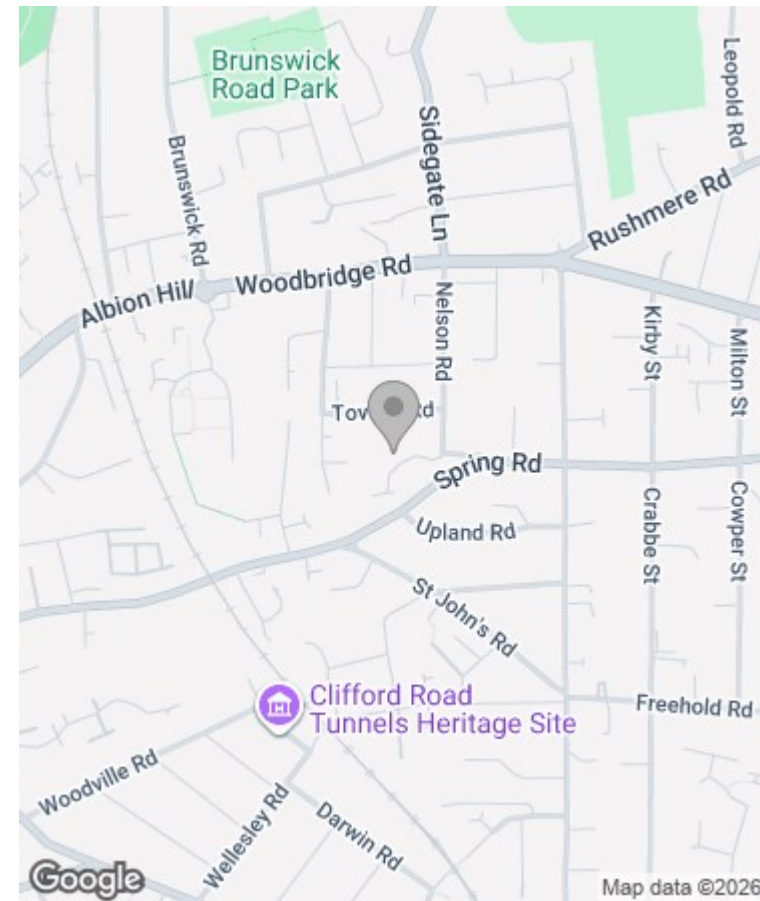 Brunswick
Road Park
Leopold Rd
Sidegate Ln
Brunswick Rd
Rushmere Rd
Woodbridge Rd
Albion Hill
Nelson Rd
Kirby St
Milton St
Rd
Spring Rd
Upland Rd
Crabbe St
Cowper St
St John's Rd
Clifford Road
Tunnels Heritage Site
Freehold Rd
Woodville Rd
Wellesley Rd
Darwin Rd
Google
Map data ©2026